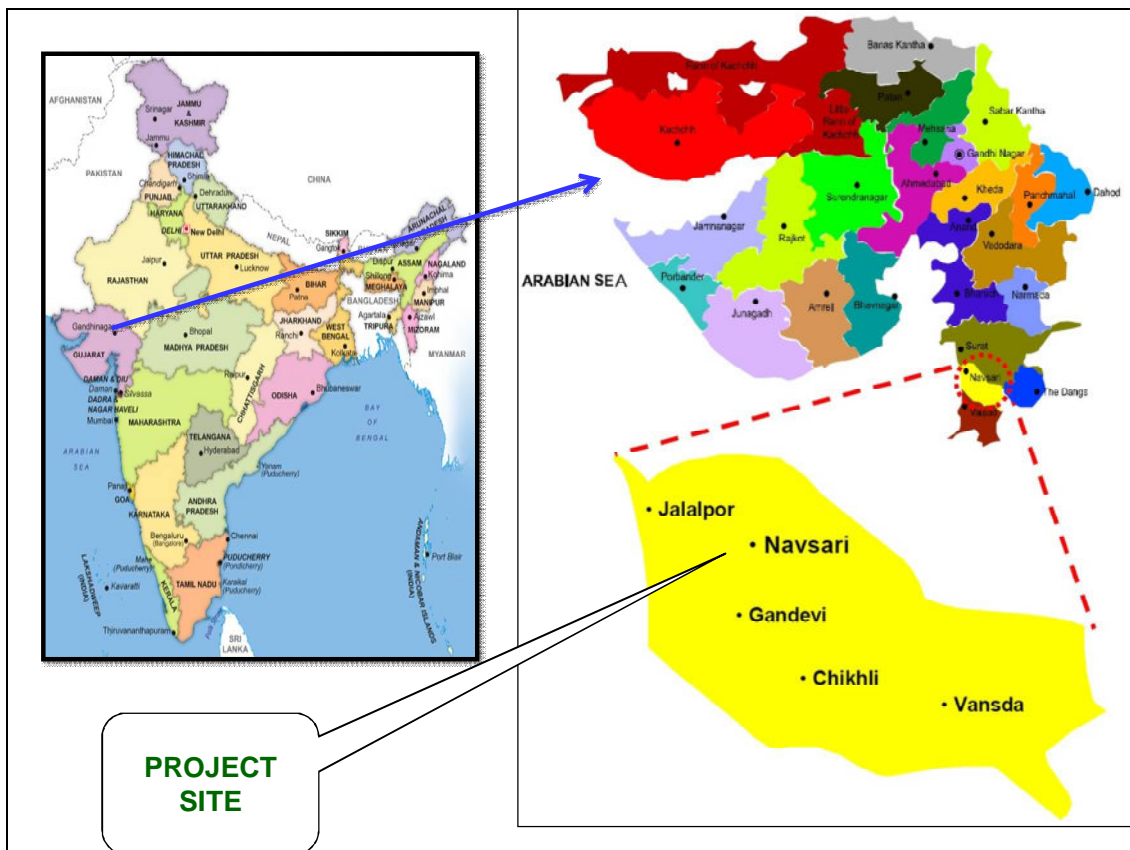 AFGHANISTAN
JAMMU
&
KASHMIR
Srinagar
Jammu
HIMACHAL
PRADESH
Shimla
PAKISTAN
Chandigarh
PUNJAB
Dehradun
UTTARAKHAND
CHINA
HARYANA
DELHI
New Delhi
NEPAL
SIKKIM
Gangtok
ARUNACHAL
PRADESH
UTTAR PRADESH
Lucknow
Jaipur
RAJASTHAN
Dispur
ASSAM
NAGALAND
Kohima
Shillong
MEGHALAYA
Imphal
MANIPUR
BIHAR
Patna
BANGLADESH
Agartala
TRIPURA
Aizawl
MIZORAM
MYANMAR
Gandhinagar
GUJARAT
Bhopal
MADHYA PRADESH
JHARKHAND
Ranchi
WEST
BENGAL
Kolkata
DAMAN & DIU
Daman
Silvassa
DADRA &
NAGAR HAVELI
Mumbai
MAHARASHTRA
Raipur
CHHATTISGARH
ODISHA
Bhubaneswar
TELANGANA
Hyderabad
BAY
OF
BENGAL
ARABIAN
SEA
Yanam
(Puducherry)
Panaji
GOA
KARNATAKA
ANDHRA
PRADESH
Bengaluru
(Bangalore)
Chennai
Mahe
(Puducherry)
PUDUCHERRY
(Pondicherry)
TAMIL NADU
Karaikal
(Puducherry)
KERALA
LAKSHADWEEP
(INDIA)
Kavaratti
ANDAMAN & NICOBAR ISLANDS
(INDIA)
Port Blair
Thiruvananthapuram
SRI
LANKA
Banas Kantha
Rann of Kachchh
Patan
Little
Rann of
Kachchh
Sabar Kantha
Kachchh
Mehsana
Gandhi Nagar
Ahmedabad
Kheda
Panchmahal
Dahod
Surendranagar
Jamnagar
Rajkot
Anand
Vadodara
Porbander
ARABIAN SEA
Junagadh
Amreli
Bhavnagar
Bharuch
Narmada
Surat
Navsari
The Dangs
Valsad
Jalalpor
Navsari
Gandevi
Chikhli
Vansda
PROJECT
SITE